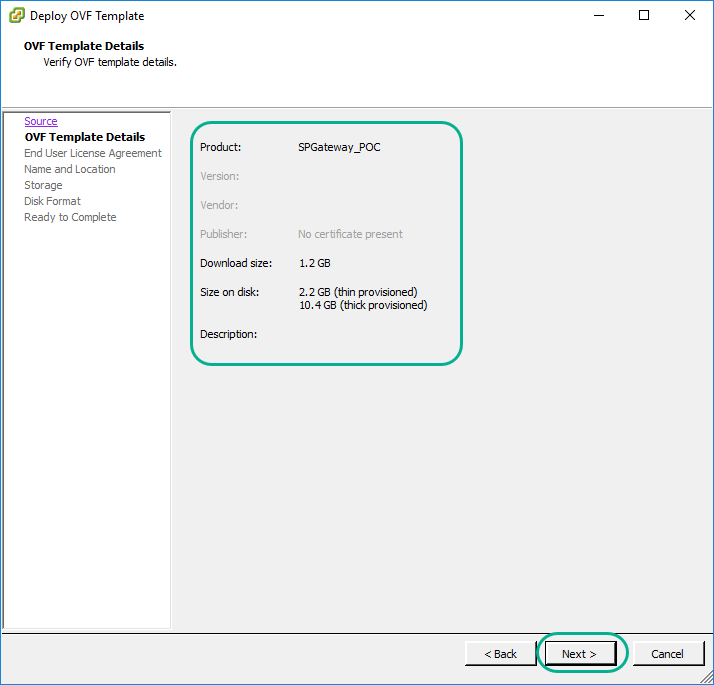 Deploy OVF Template
OVF Template Details
Verify OVF template details.
Source
OVF Template Details
End User License Agreement
Name and Location
Storage
Disk Format
Ready to Complete
Product: SPGateway_POC
Version:
Vendor:
Publisher: No certificate present
Download size: 1.2 GB
Size on disk: 2.2 GB (thin provisioned)
10.4 GB (thick provisioned)
Description:
< Back Next > Cancel